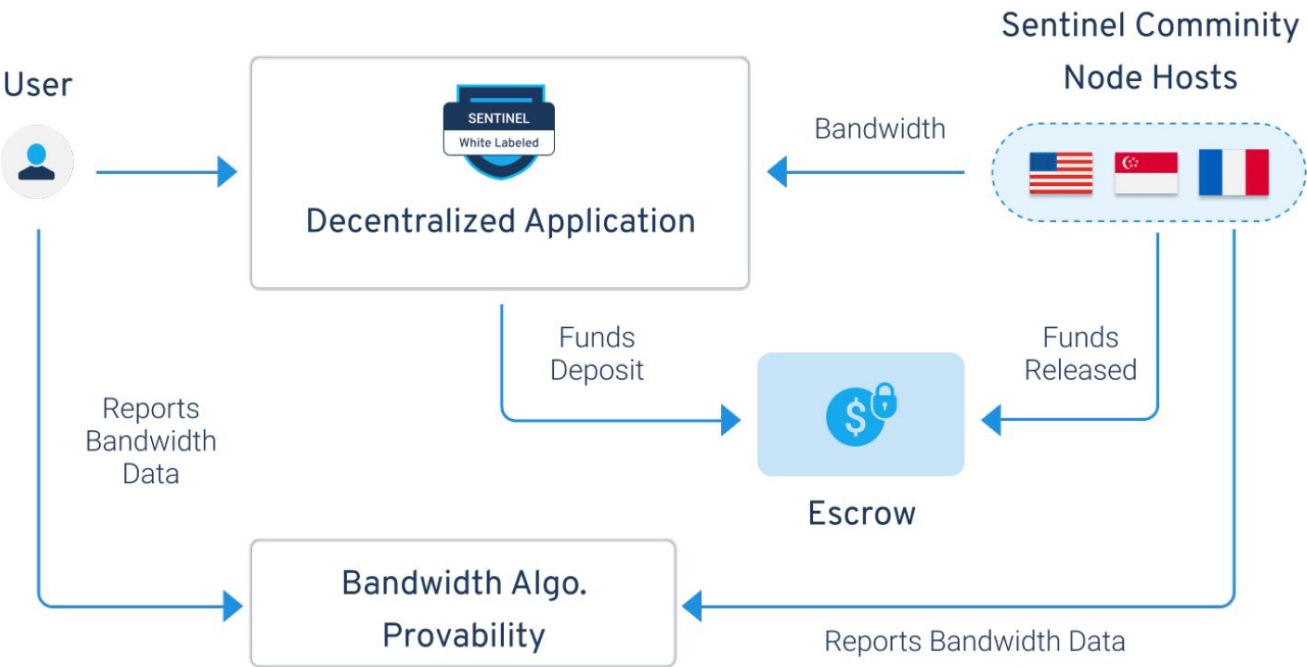 Sentinel Comminity
Node Hosts
User
SENTINEL
White Labeled
Decentralized Application
Bandwidth
Funds
Deposit
Funds
Released
Reports
Bandwidth
Data
$
Escrow
Bandwidth Algo.
Provability
Reports Bandwidth Data